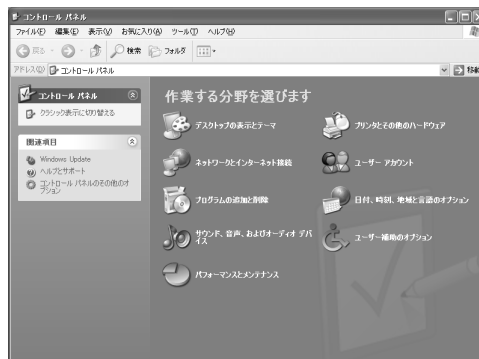 コントロール パネル
ファイル(F) 編集(E) 表示(V) お気に入り(A) ツール(T) ヘルプ(H)
戻る 検索 フォルダ
アドレス(D) コントロール パネル 移動
コントロール パネル
クラシック表示に切り替える
関連項目
Windows Update
ヘルプとサポート
コントロール パネルのその他のオプション
作業する分野を選びます
デスクトップの表示とテーマ
プリンタとその他のハードウェア
ネットワークとインターネット接続
ユーザー アカウント
プログラムの追加と削除
日付、時刻、地域と言語のオプション
サウンド、音声、およびオーディオ デバ
イス
ユーザー補助のオプション
パフォーマンスとメンテナンス